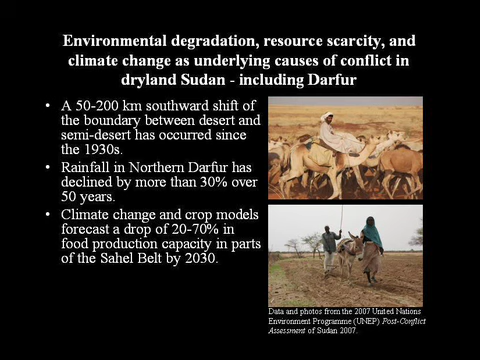 Environmental degradation, resource scarcity, and
climate change as underlying causes of conflict in
dryland Sudan - including Darfur
• A 50-200 km southward shift of
the boundary between desert and
semi-desert has occurred since
the 1930s.
• Rainfall in Northern Darfur has
declined by more than 30% over
50 years.
• Climate change and crop models
forecast a drop of 20-70% in
food production capacity in parts
of the Sahel Belt by 2030.
Data and photos from the 2007 United Nations
Environment Programme (UNEP) Post-Conflict
Assessment of Sudan 2007.